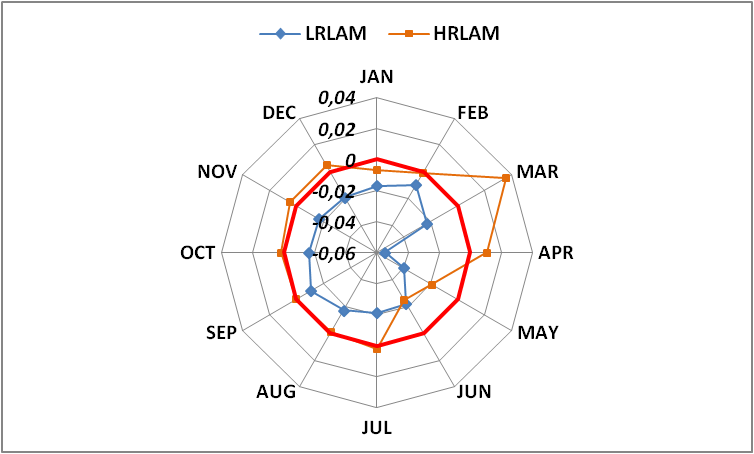 LRLAM HRLAM
JAN
0,04
DEC FEB
0,02
0
NOV MAR
-0,02
-0,04
OCT -0,06 APR
SEP MAY
AUG JUN
JUL